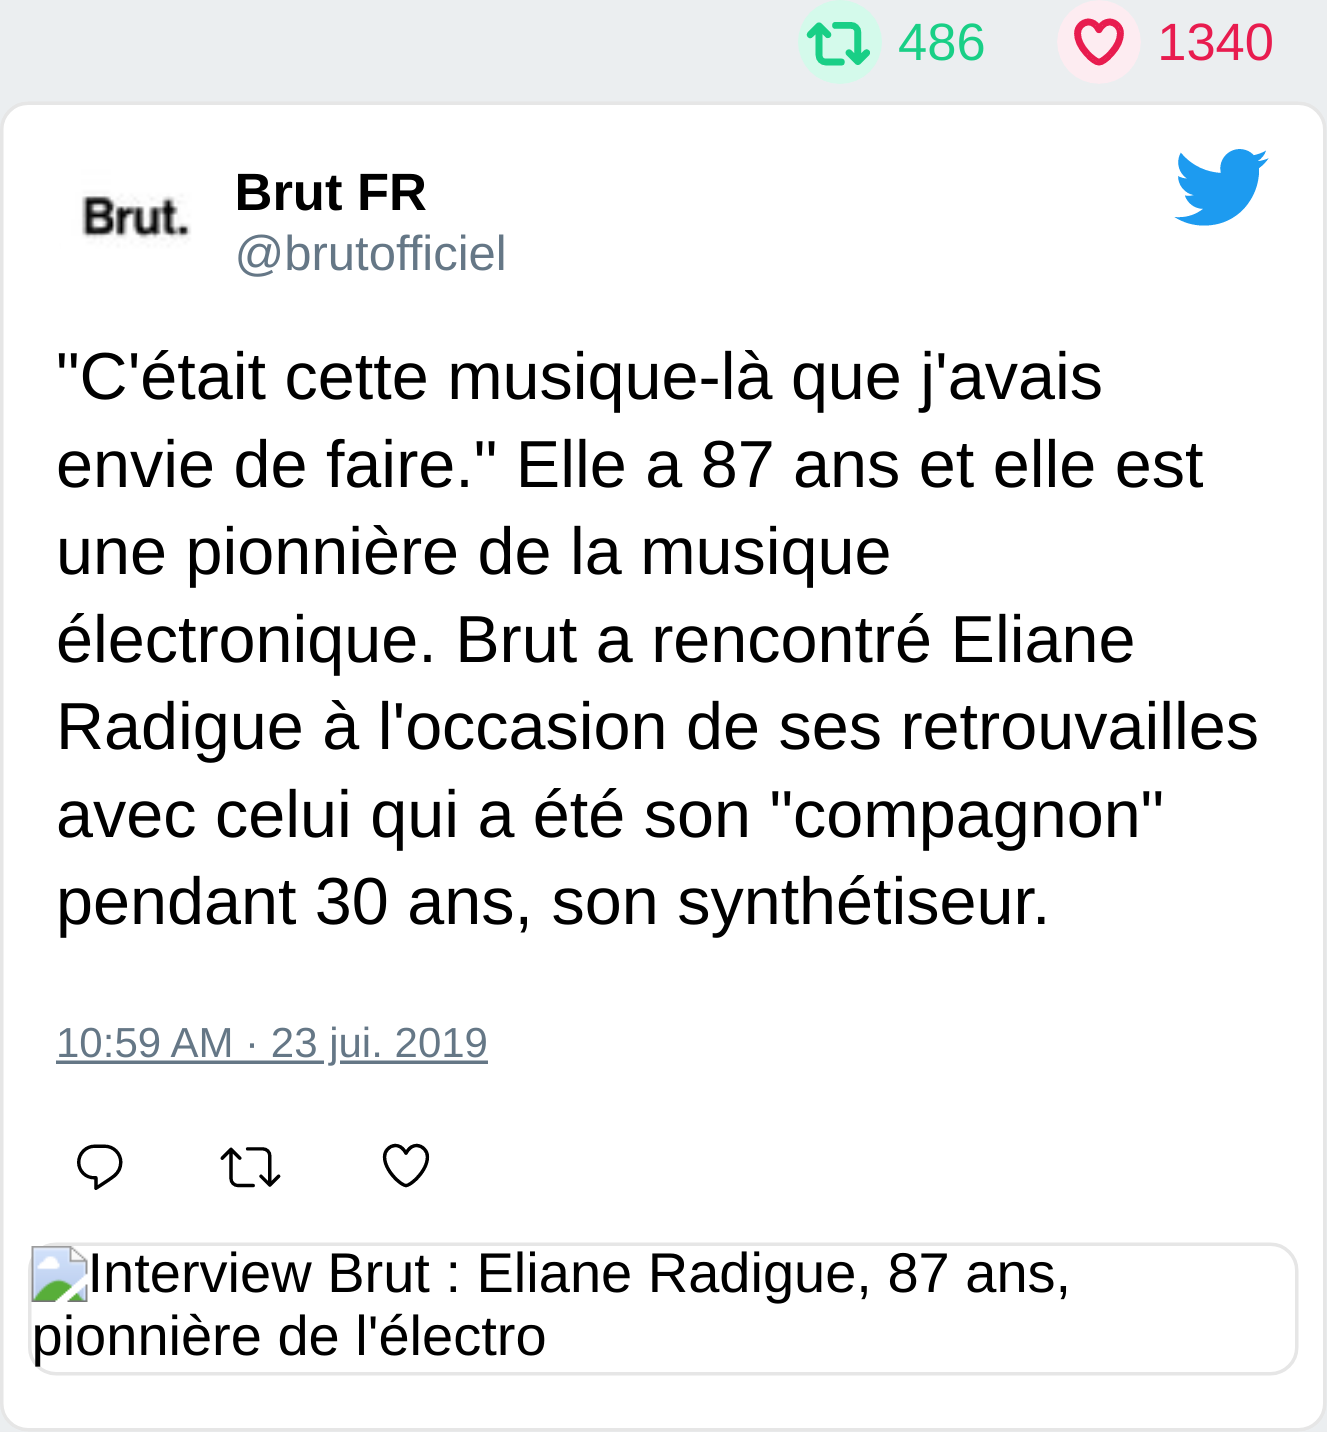 486 1340
Brut.
Brut FR
@brutofficiel
"C'était cette musique-là que j'avais
envie de faire." Elle a 87 ans et elle est
une pionnière de la musique
électronique. Brut a rencontré Eliane
Radigue à l'occasion de ses retrouvailles
avec celui qui a été son "compagnon"
pendant 30 ans, son synthétiseur.
10:59 AM · 23 jui. 2019
Interview Brut : Eliane Radigue, 87 ans,
pionnière de l'électro